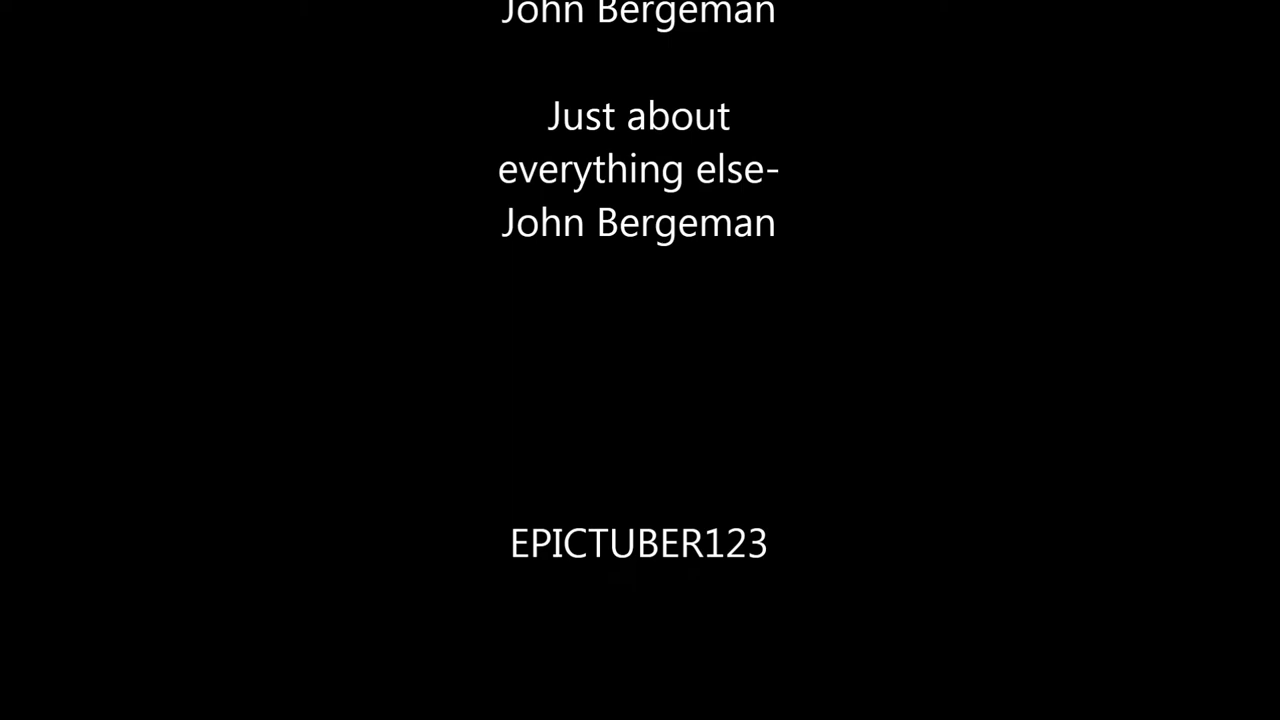 John Bergeman
Just about
everything else-
John Bergeman
EPICTUBER123